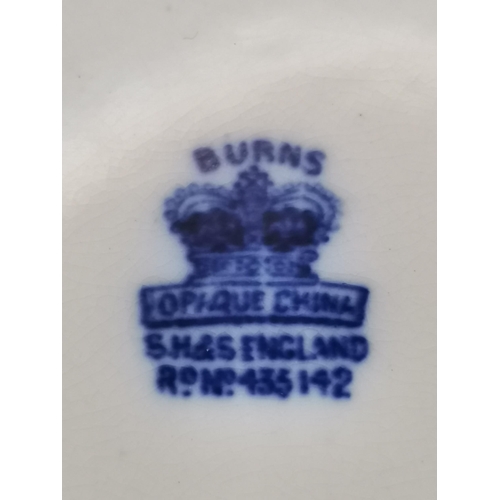 BURNS
OPAQUE CHINA
S.H&S ENGLAND
RD NO 435142